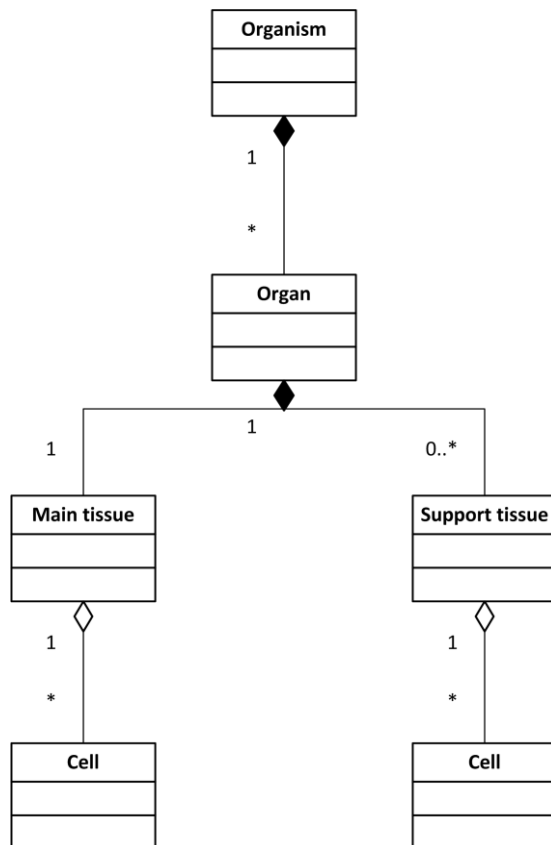 Organism
1
*
Organ
1
1
0..*
Main tissue
Support tissue
1
1
*
*
Cell
Cell